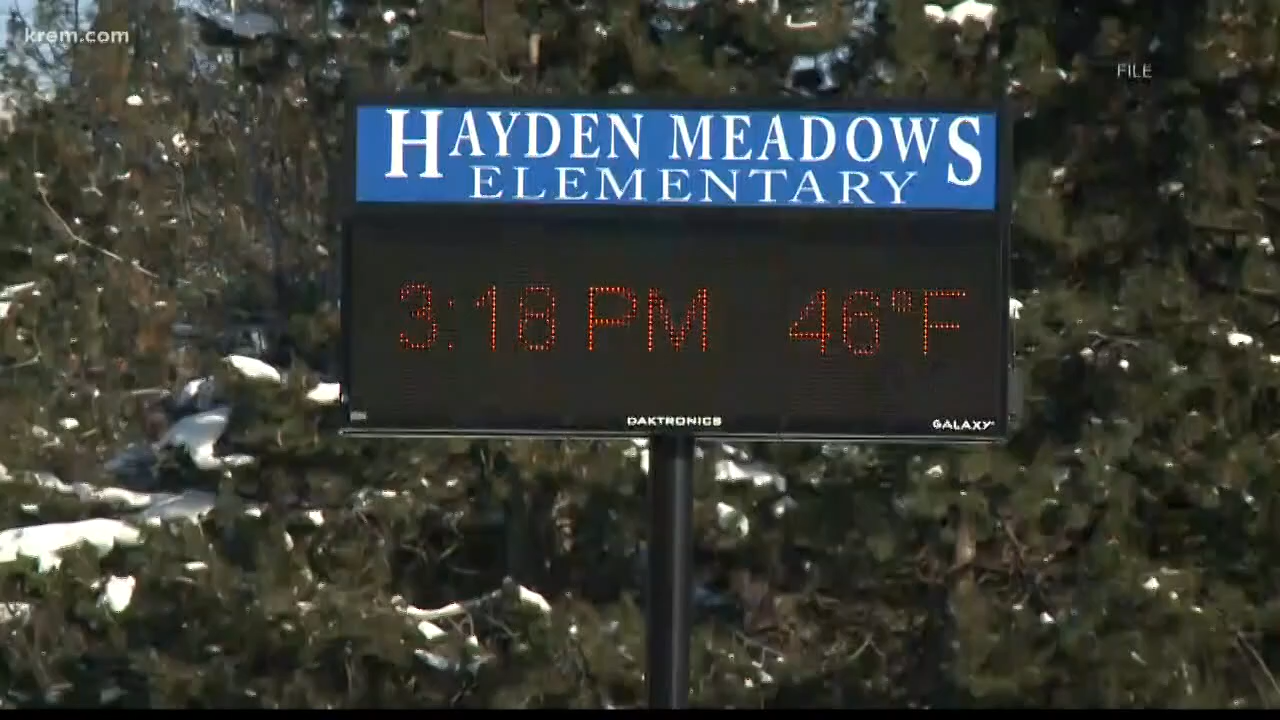 krem.com
FILE
HAYDEN MEADOWS
ELEMENTARY
3:18 PM 46°F
DAKTRONICS
GALAXY